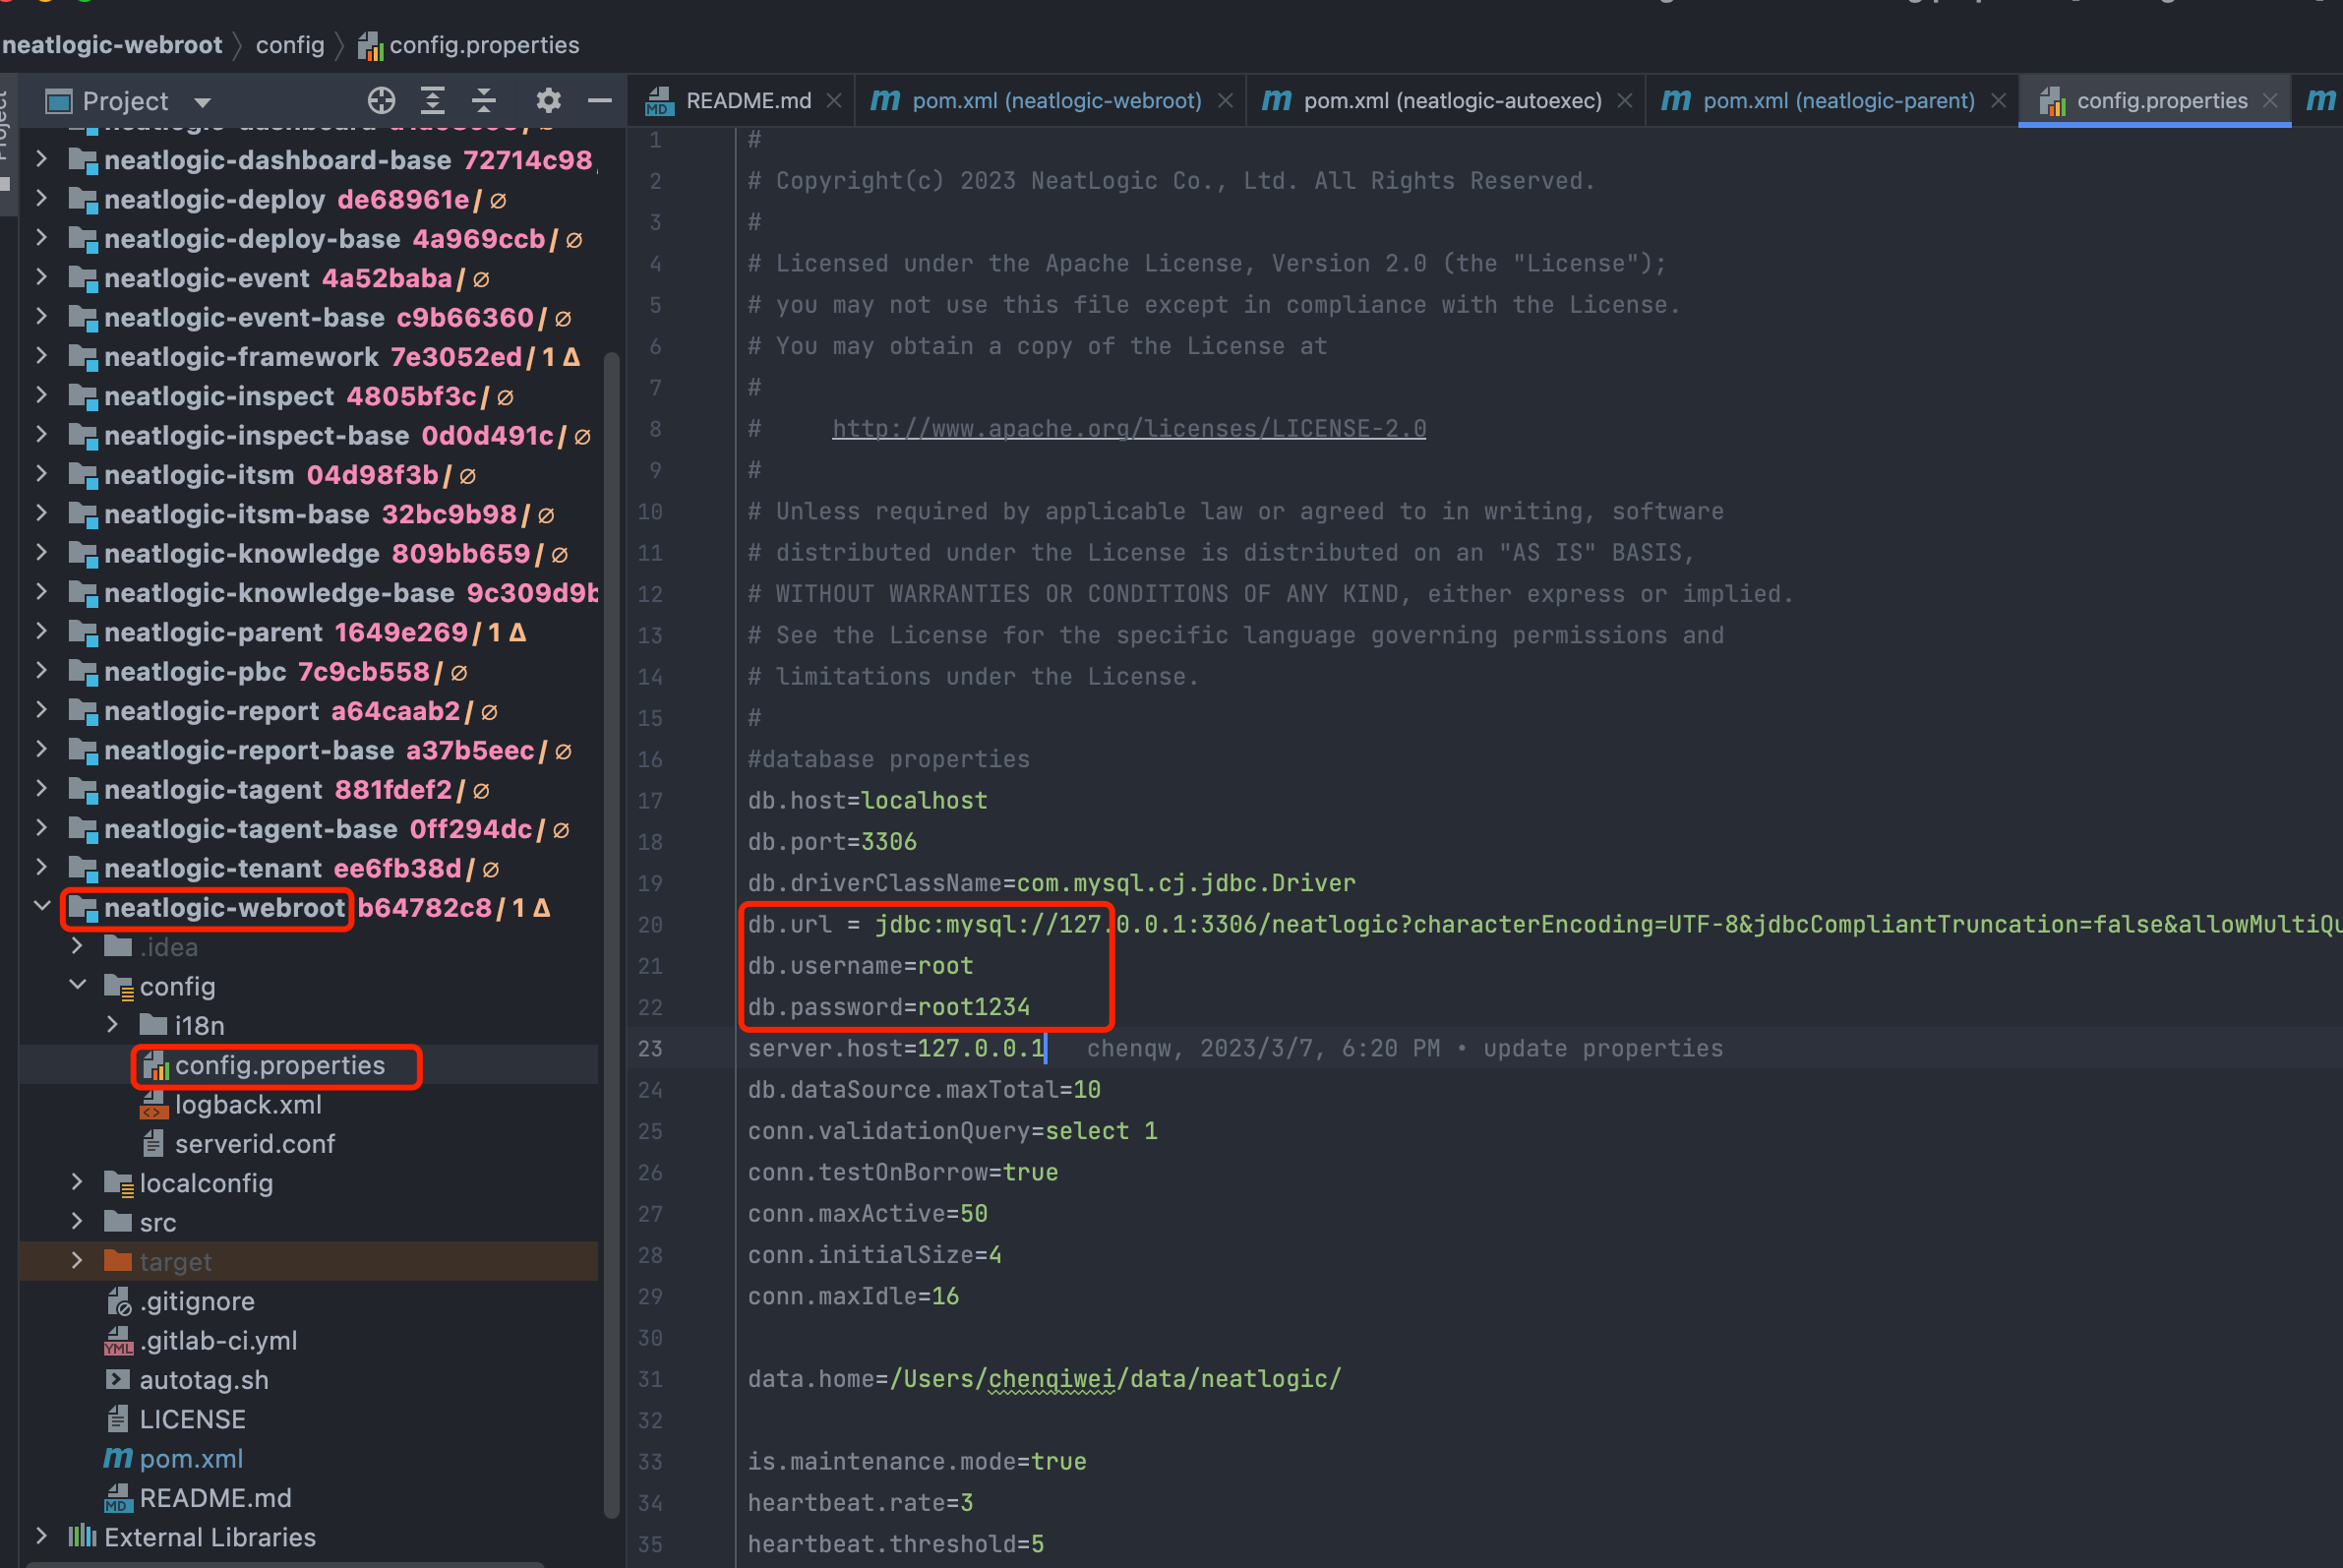 neatlogic-webroot 〉 config 〉 config.properties
Project
README.md
pom.xml (neatlogic-webroot)
pom.xml (neatlogic-autoexec)
pom.xml (neatlogic-parent)
config.properties
neatlogic-dashboard-base 72714c98
neatlogic-deploy de68961e / ∅
neatlogic-deploy-base 4a969ccb / ∅
neatlogic-event 4a52baba / ∅
neatlogic-event-base c9b66360 / ∅
neatlogic-framework 7e3052ed / 1 Δ
neatlogic-inspect 4805bf3c / ∅
neatlogic-inspect-base 0d0d491c / ∅
neatlogic-itsm 04d98f3b / ∅
neatlogic-itsm-base 32bc9b98 / ∅
neatlogic-knowledge 809bb659 / ∅
neatlogic-knowledge-base 9c309d9b
neatlogic-parent 1649e269 / 1 Δ
neatlogic-pbc 7c9cb558 / ∅
neatlogic-report a64caab2 / ∅
neatlogic-report-base a37b5eec / ∅
neatlogic-tagent 881fdef2 / ∅
neatlogic-tagent-base 0ff294dc / ∅
neatlogic-tenant ee6fb38d / ∅
neatlogic-webroot b64782c8 / 1 Δ
.idea
config
i18n
config.properties
logback.xml
serverid.conf
localconfig
src
target
.gitignore
.gitlab-ci.yml
autotag.sh
LICENSE
pom.xml
README.md
External Libraries
1 #
2 # Copyright(c) 2023 NeatLogic Co., Ltd. All Rights Reserved.
3 #
4 # Licensed under the Apache License, Version 2.0 (the "License");
5 # you may not use this file except in compliance with the License.
6 # You may obtain a copy of the License at
7 #
8 #     http://www.apache.org/licenses/LICENSE-2.0
9 #
10 # Unless required by applicable law or agreed to in writing, software
11 # distributed under the License is distributed on an "AS IS" BASIS,
12 # WITHOUT WARRANTIES OR CONDITIONS OF ANY KIND, either express or implied.
13 # See the License for the specific language governing permissions and
14 # limitations under the License.
15 #
16 #database properties
17 db.host=localhost
18 db.port=3306
19 db.driverClassName=com.mysql.cj.jdbc.Driver
20 db.url = jdbc:mysql://127.0.0.1:3306/neatlogic?characterEncoding=UTF-8&jdbcCompliantTruncation=false&allowMultiQu
21 db.username=root
22 db.password=root1234
23 server.host=127.0.0.1 chenqw, 2023/3/7, 6:20 PM • update properties
24 db.dataSource.maxTotal=10
25 conn.validationQuery=select 1
26 conn.testOnBorrow=true
27 conn.maxActive=50
28 conn.initialSize=4
29 conn.maxIdle=16
30
31 data.home=/Users/chenqiwei/data/neatlogic/
32
33 is.maintenance.mode=true
34 heartbeat.rate=3
35 heartbeat.threshold=5